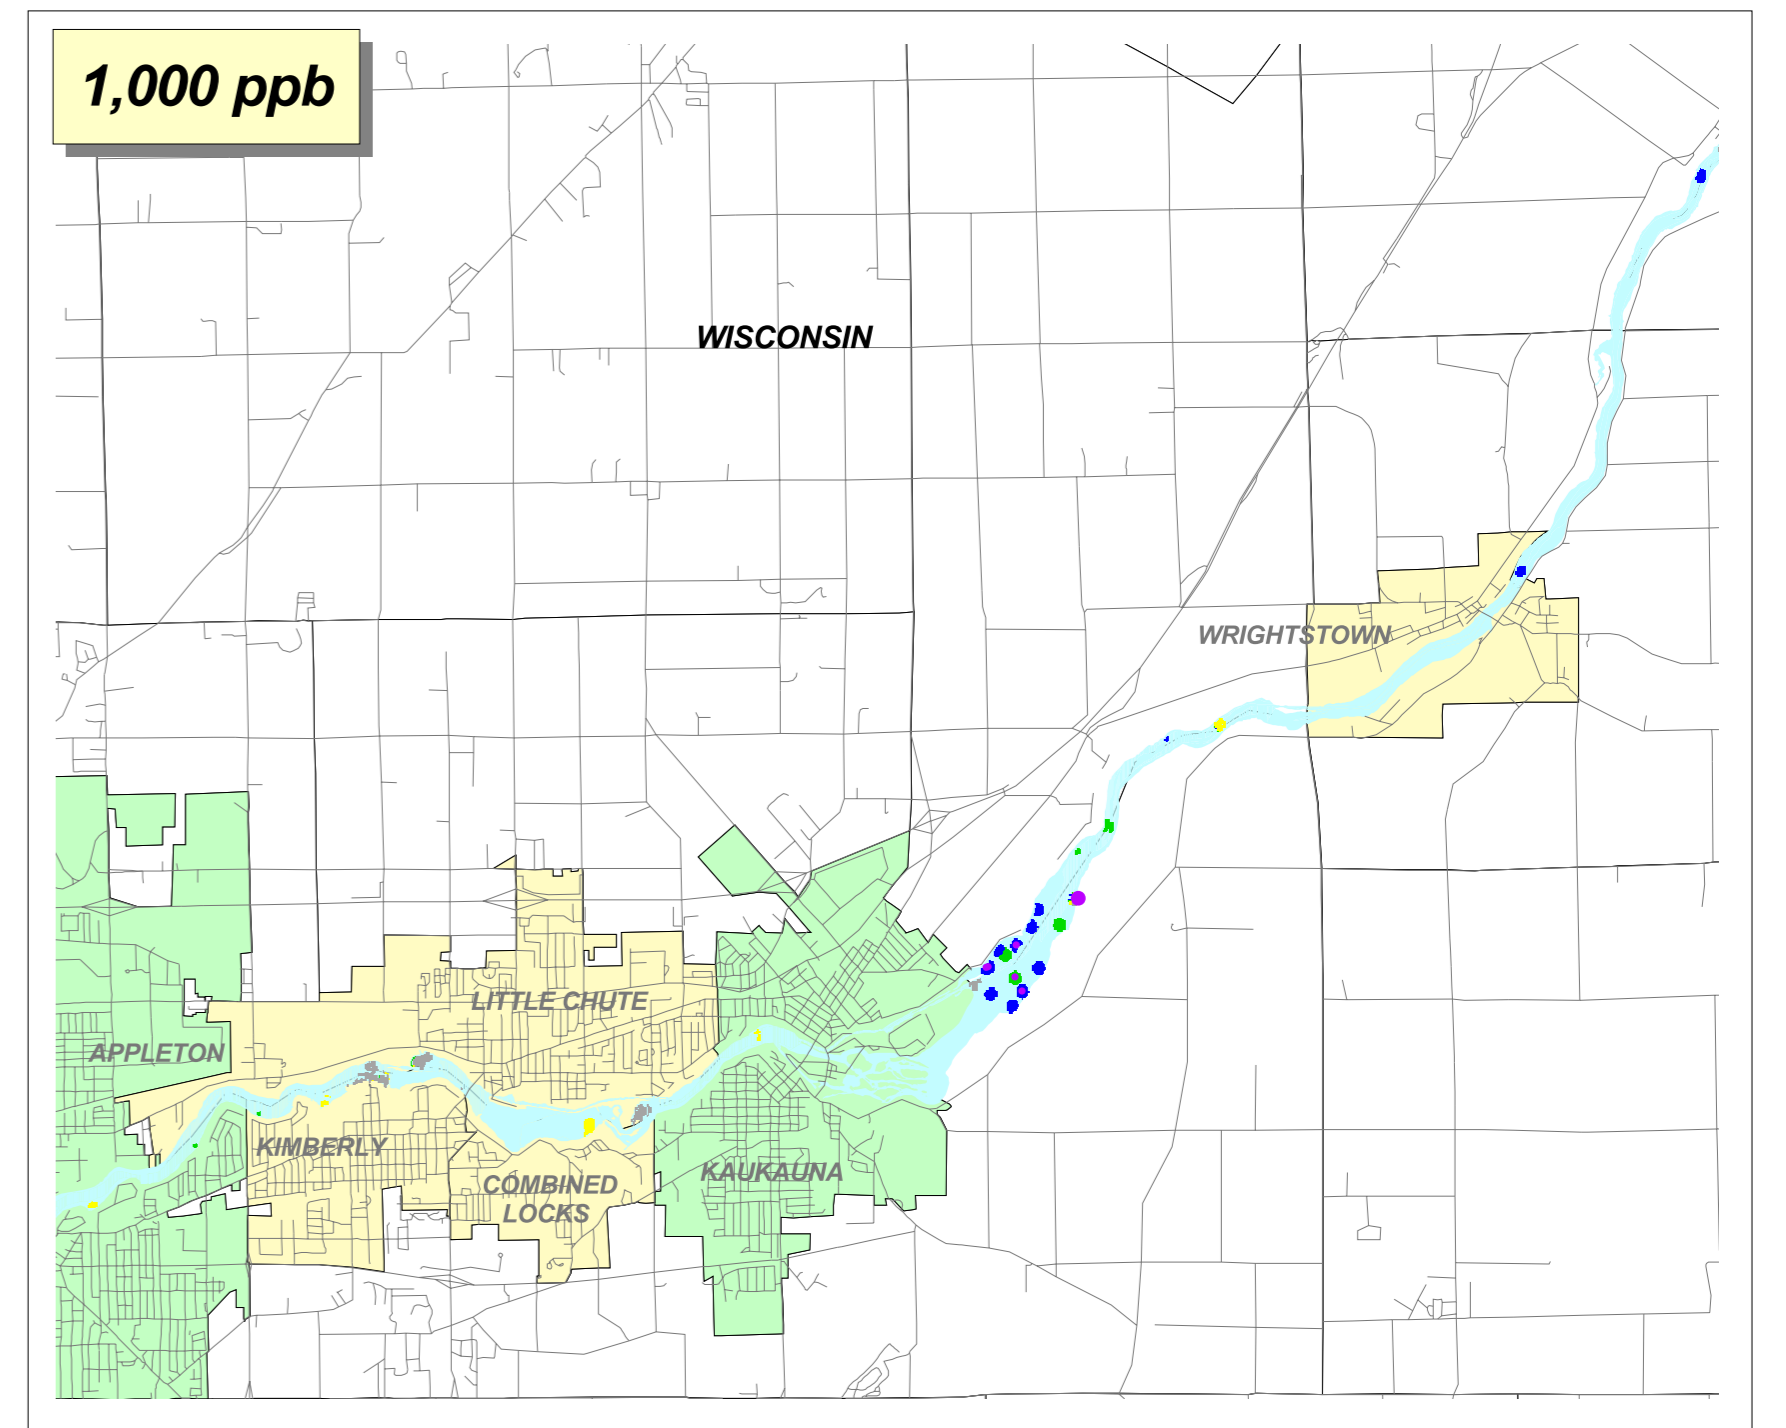 1,000 ppb
WISCONSIN
WRIGHTSTOWN
LITTLE CHUTE
APPLETON
KIMBERLY
COMBINED
LOCKS
KAUKAUNA